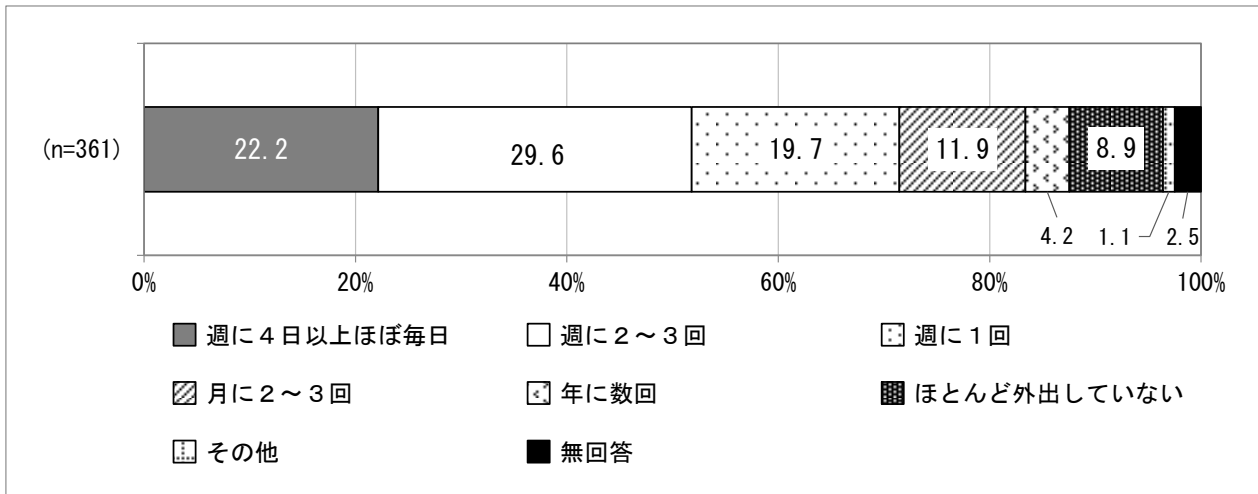 (n=361)
22.2
29.6
19.7
11.9
8.9
4.2
1.1
2.5
0%
20%
40%
60%
80%
100%
週に４日以上ほぼ毎日
週に２～３回
週に１回
月に２～３回
年に数回
ほとんど外出していない
その他
無回答